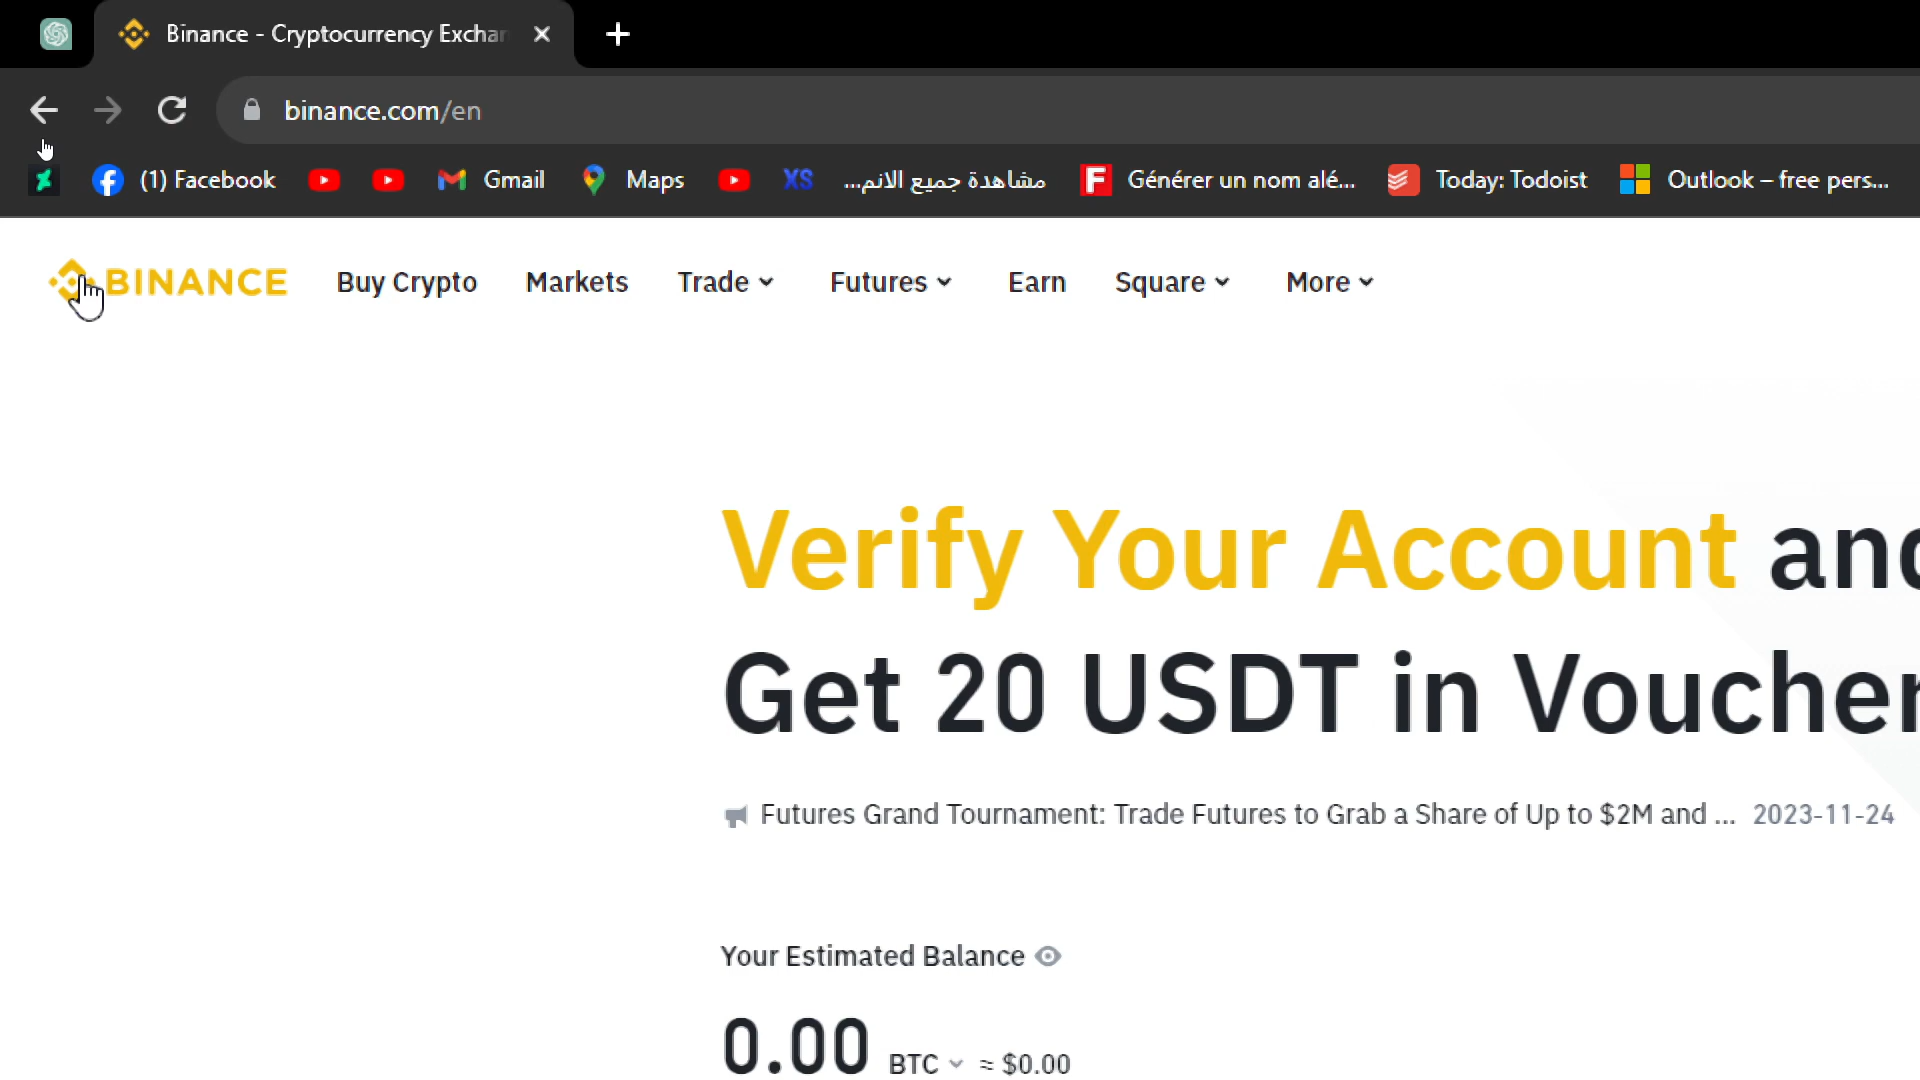 Binance - Cryptocurrency Exchan
binance.com/en
(1) Facebook
Gmail
Maps
XS
مشاهدة جميع الانم...
Générer un nom alé...
Today: Todoist
Outlook – free pers...
BINANCE
Buy Crypto
Markets
Trade
Futures
Earn
Square
More
Verify Your Account and
Get 20 USDT in Voucher
Futures Grand Tournament: Trade Futures to Grab a Share of Up to $2M and ... 2023-11-24
Your Estimated Balance
0.00 BTC ≈ $0.00